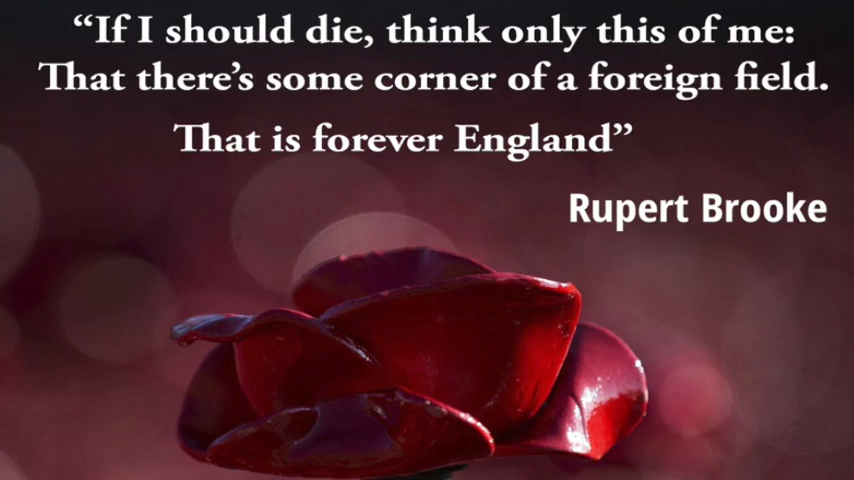 “If I should die, think only this of me:
That there’s some corner of a foreign field.
That is forever England”
Rupert Brooke